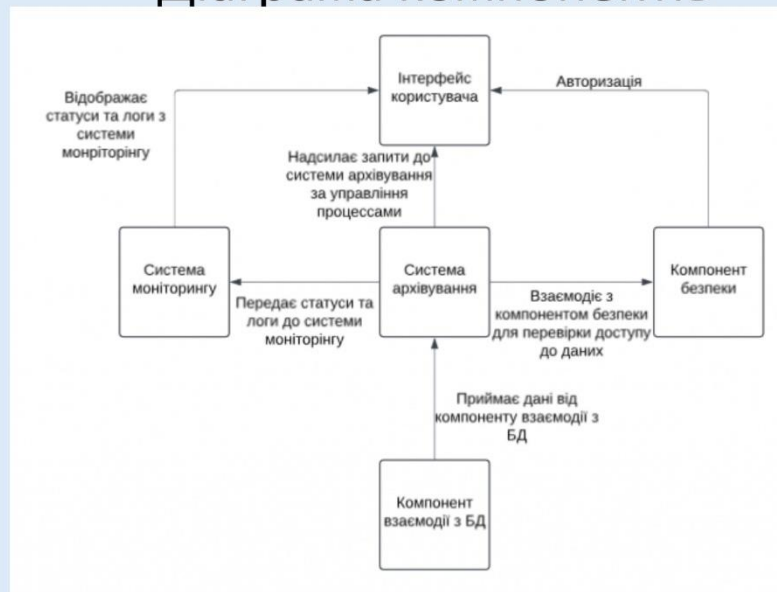 Діаграма компонентів
Інтерфейс
користувача
Авторизація
Відображає
статуси та логи з
системи
монріторінгу
Надсилає запити до
системи архівування
за управління
процессами
Система
моніторингу
Система
архівування
Компонент
безпеки
Передає статуси та
логи до системи
моніторінгу
Взаємодіє з
компонентом безпеки
для перевірки доступу
до даних
Приймає дані від
компоненту взаємодії з
БД
Компонент
взаємодії з БД